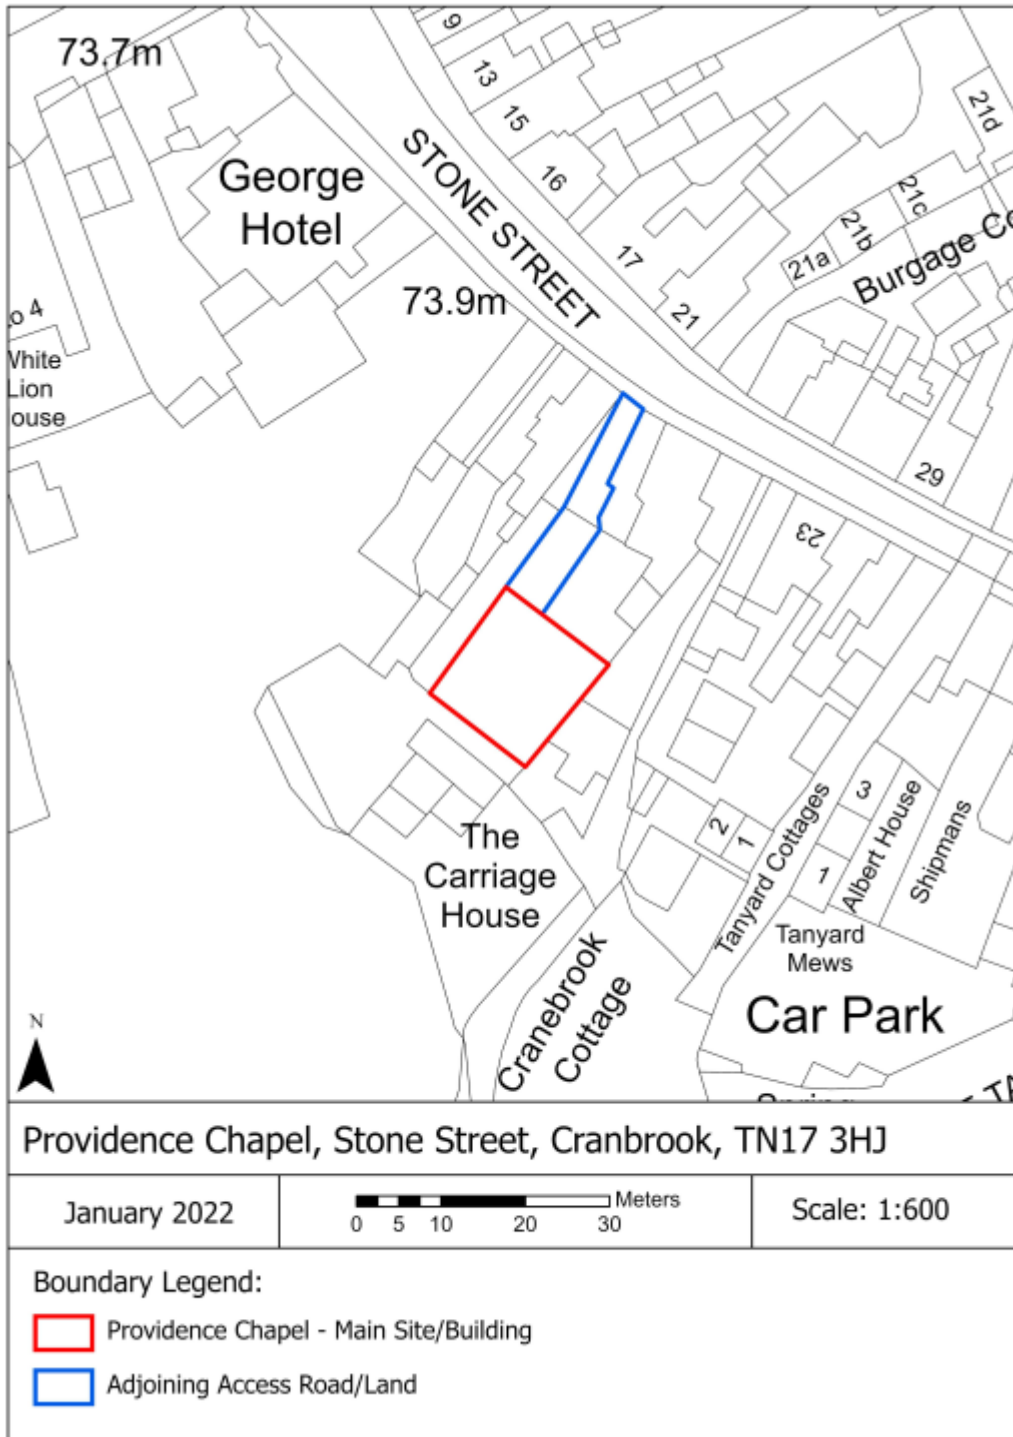 73.7m
9
13
15
16
17
21
21d
21c
21b
21a
STONE STREET
George
Hotel
Burgage
73.9m
to 4
Lion
29
23
3
2
1
1
Tanyard Cottages
Albert House
Shipmans
The
Carriage
House
Tanyard
Mews
Cranebrook
Cottage
Car Park
N
Providence Chapel, Stone Street, Cranbrook, TN17 3HJ
January 2022
Meters
0 5 10 20 30
Scale: 1:600
Boundary Legend:
Providence Chapel - Main Site/Building
Adjoining Access Road/Land